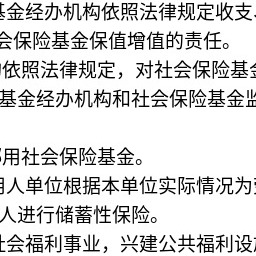 基金经办机构依照法律规定收支、
会保险基金保值增值的责任。
依照法律规定，对社会保险基金
基金经办机构和社会保险基金监

用社会保险基金。
用人单位根据本单位实际情况为
人进行储蓄性保险。
社会福利事业，兴建公共福利设施